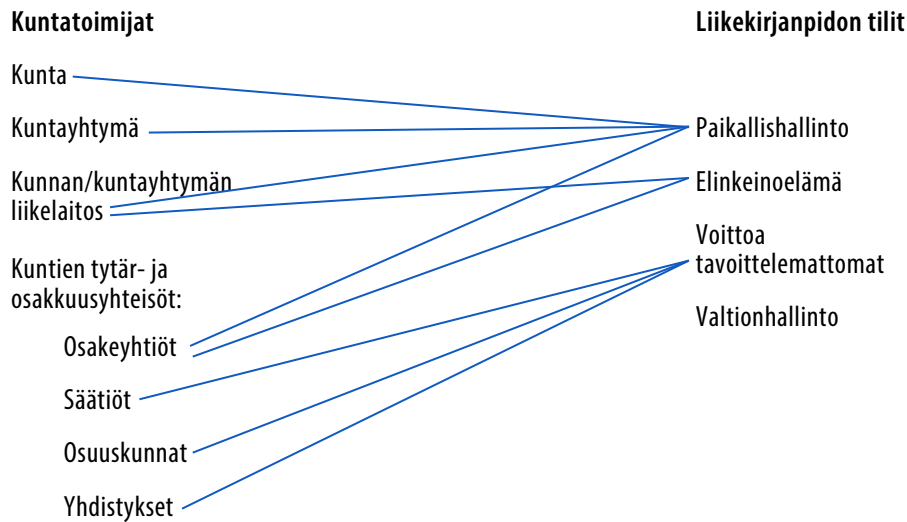 Kuntatoimijat
Kunta
Kuntayhtymä
Kunnan/kuntayhtymän
liikelaitos
Kuntien tytär- ja
osakkuusyhteisöt:
Osakeyhtiöt
Säätiöt
Osuuskunnat
Yhdistykset
Liikekirjanpidon tilit
Paikallishallinto
Elinkeinoelämä
Voittoa
tavoittelemattomat
Valtionhallinto